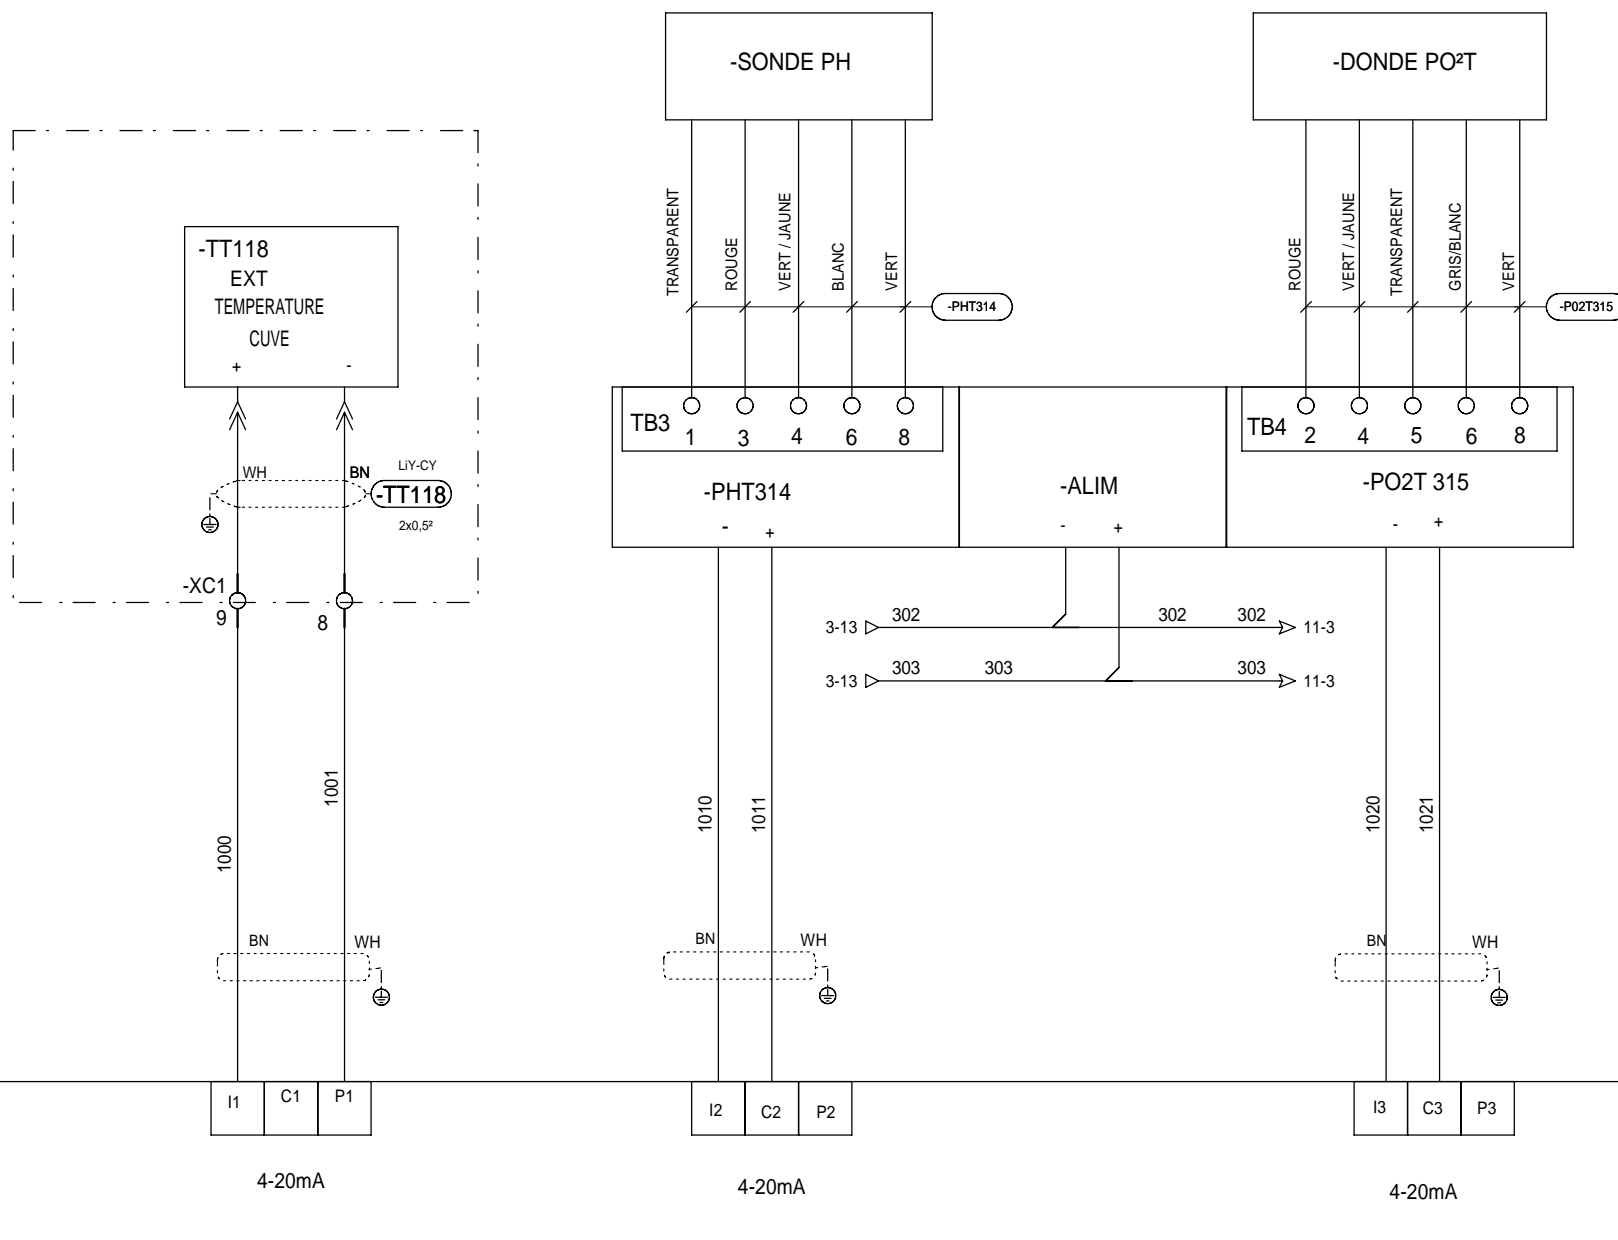 -SONDE PH
-DONDE PO²T
TRANSPARENT
ROUGE
VERT / JAUNE
BLANC
VERT
-PHT314
ROUGE
VERT / JAUNE
TRANSPARENT
GRIS/BLANC
VERT
-P02T315
-TT118
EXT
TEMPERATURE
CUVE
+ -
TB3 1 3 4 6 8
TB4 2 4 5 6 8
WH BN LiY-CY
-TT118
2x0,5²
-PHT314
- +
-ALIM
- +
-PO2T 315
- +
-XC1
9 8
3-13 302 302 302 11-3
3-13 303 303 303 11-3
1000
1001
1010
1011
1020
1021
BN WH
BN WH
BN WH
I1 C1 P1
I2 C2 P2
I3 C3 P3
4-20mA
4-20mA
4-20mA